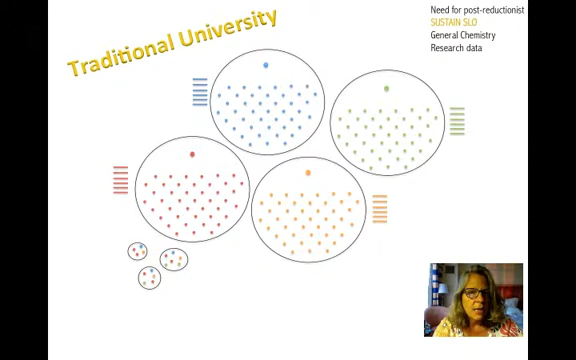 Traditional University
Need for post-reductionist
SUSTAIN SLO
General Chemistry
Research data